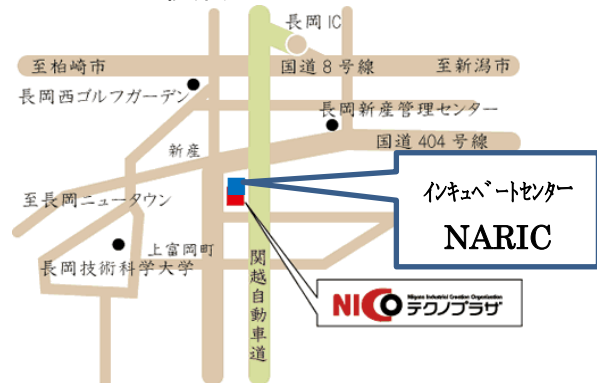 長岡IC
至柏崎市
国道8号線
至新潟市
長岡西ゴルフガーデン
長岡新産管理センター
国道404号線
新産
インキュベートセンター
NARIC
至長岡ニュータウン
上富岡町
長岡技術科学大学
関越自動車道
Niigata Industrial Creation Organization
NICO テクノプラザ